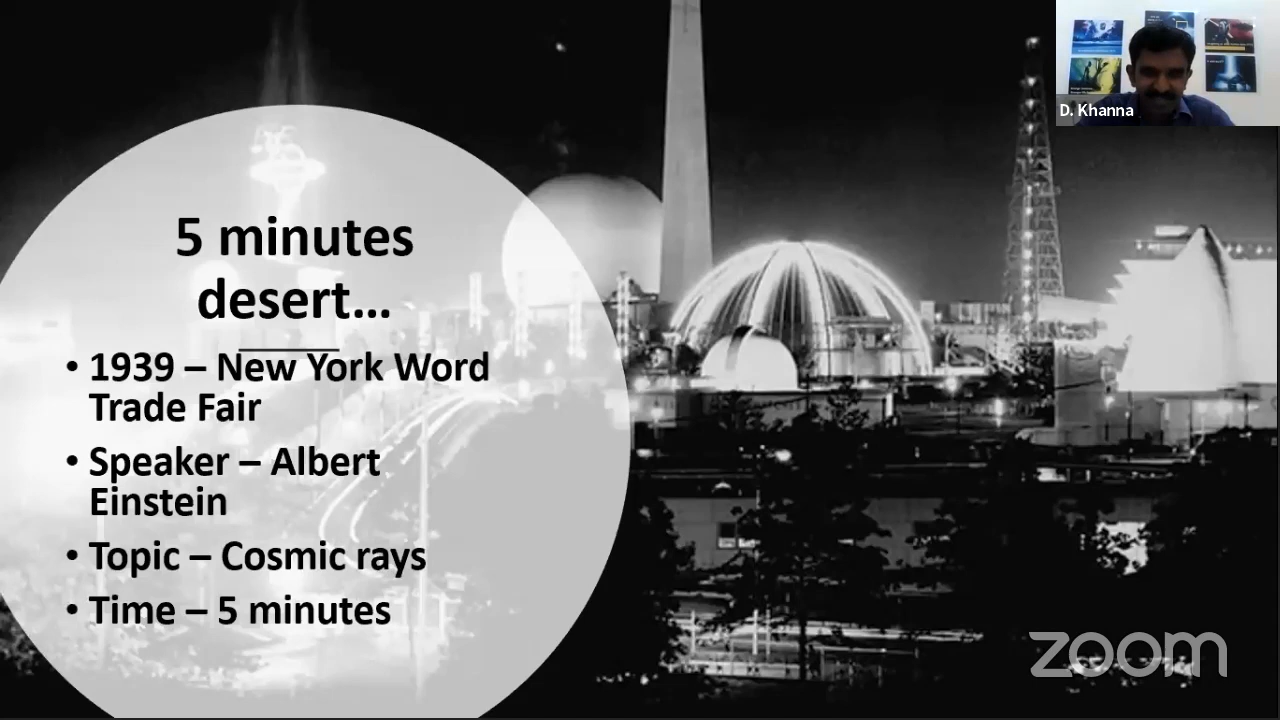 5 minutes
desert...
• 1939 – New York Word
Trade Fair
• Speaker – Albert
Einstein
• Topic – Cosmic rays
• Time – 5 minutes
D. Khanna
zoom